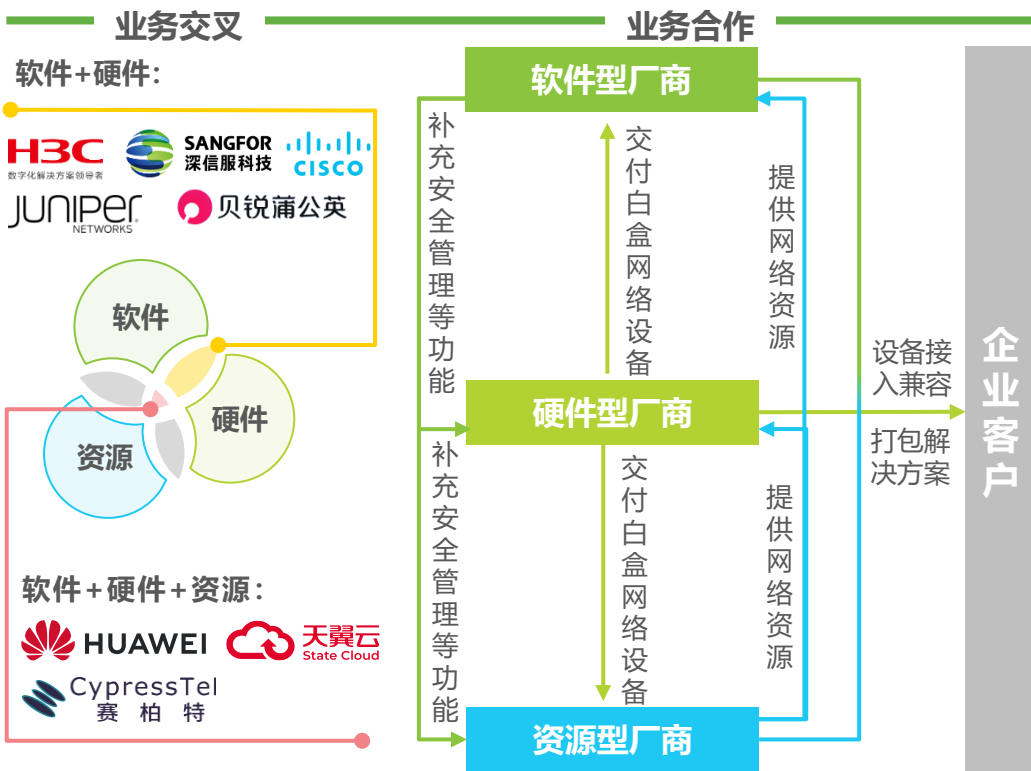 业务交叉
业务合作
软件+硬件：
H3C
数字化解决方案领导者
SANGFOR
深信服科技
CISCO
JUNIPER
NETWORKS
贝锐蒲公英
软件
硬件
资源
软件+硬件+资源：
HUAWEI
天翼云
State Cloud
CypressTel
赛柏特
软件型厂商
补充安全管理等功能
交付白盒网络设备
提供网络资源
硬件型厂商
补充安全管理等功能
交付白盒网络设备
提供网络资源
资源型厂商
设备接
入兼容
打包解
决方案
企业客户